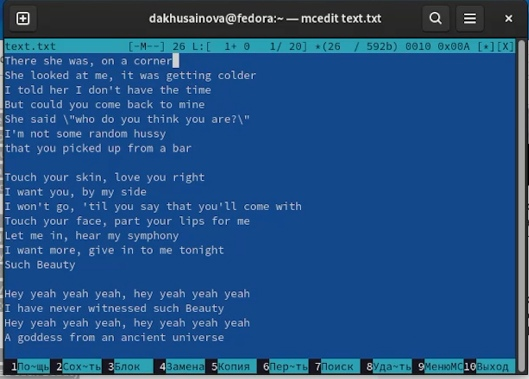 dakhusainova@fedora:~ — mcedit text.txt
text.txt [-M--] 26 L:[ 1+ 0 1/ 20] *(26 / 592b) 0010 0x00A [*][X]
There she was, on a corner
She looked at me, it was getting colder
I told her I don't have the time
But could you come back to mine
She said \"who do you think you are?\"
I'm not some random hussy
that you picked up from a bar
Touch your skin, love you right
I want you, by my side
I won't go, 'til you say that you'll come with
Touch your face, part your lips for me
Let me in, hear my symphony
I want more, give in to me tonight
Such Beauty
Hey yeah yeah yeah, hey yeah yeah yeah
I have never witnessed such Beauty
Hey yeah yeah yeah, hey yeah yeah yeah
A goddess from an ancient universe
1По~щь 2Сох~ть 3Блок 4Замена 5Копия 6Пер~ть 7Поиск 8Уда~ть 9МенюMC 10Выход